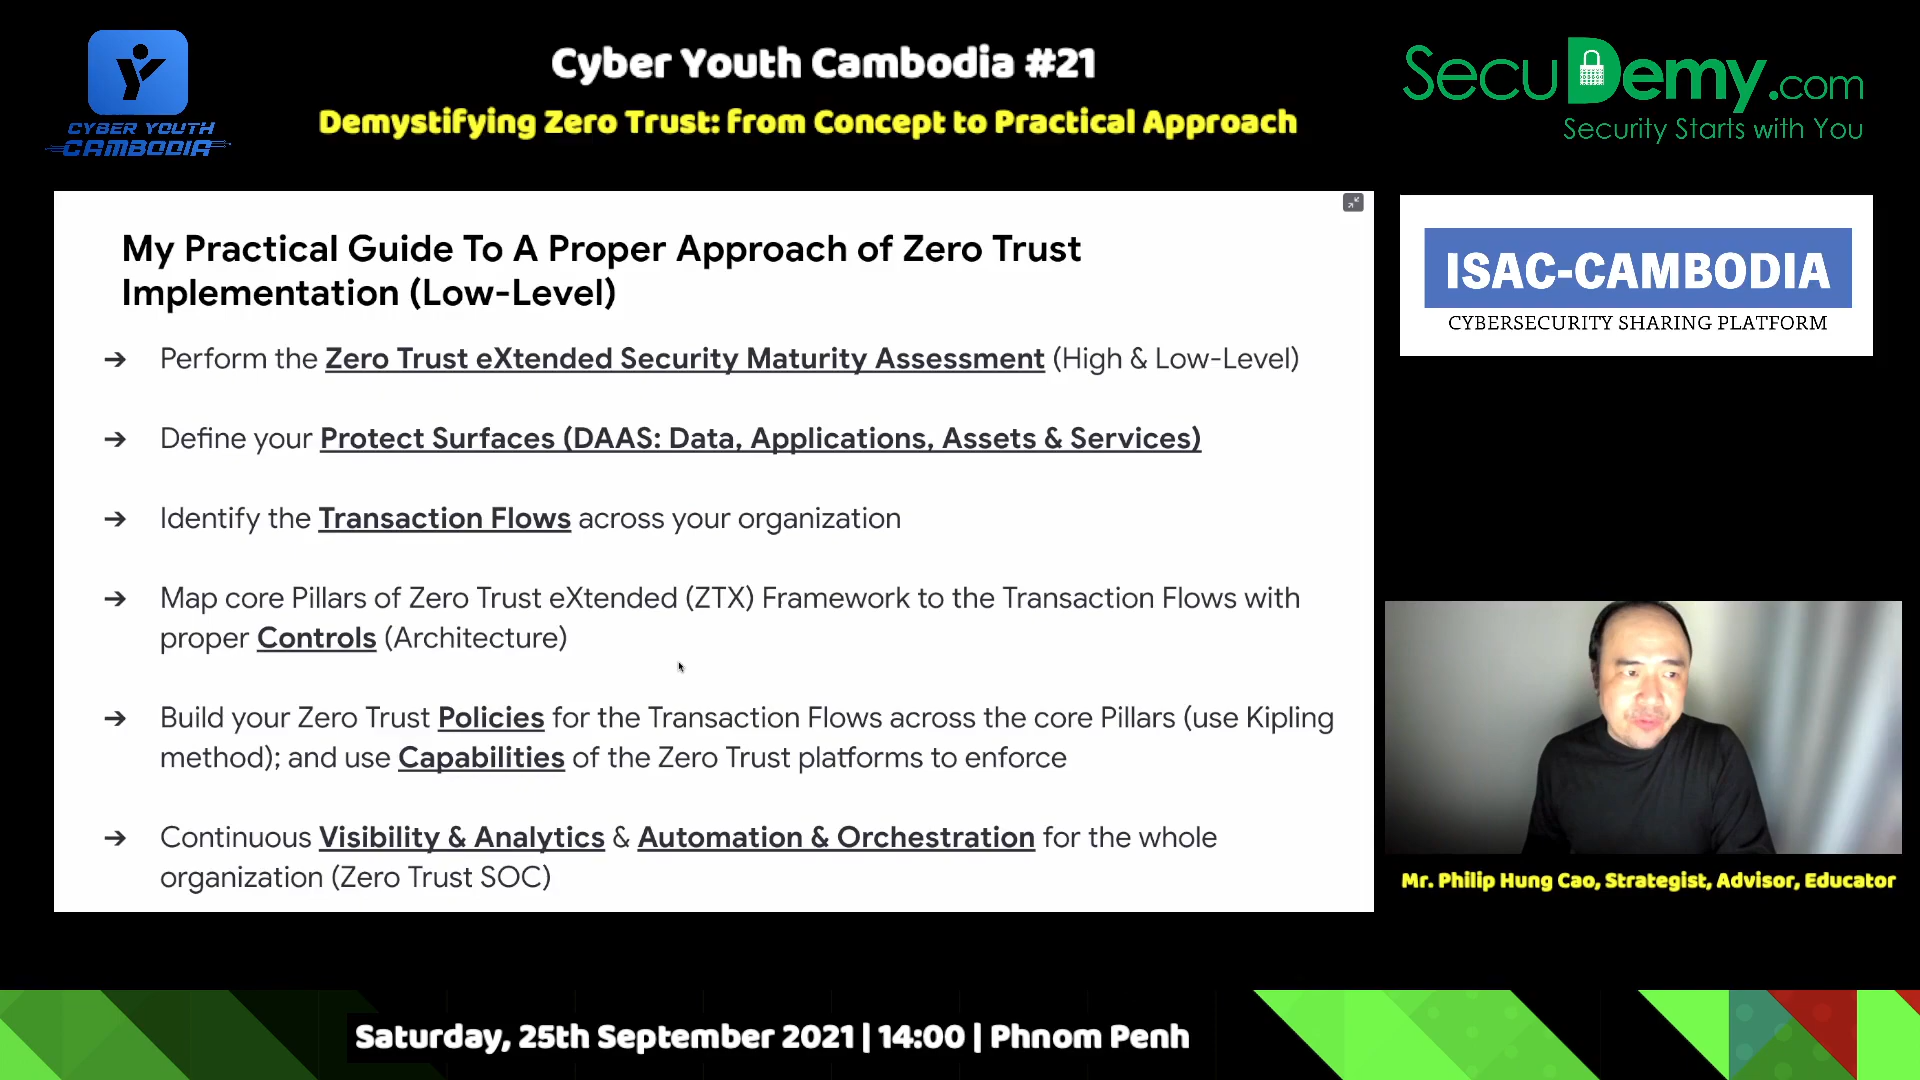 Cyber Youth Cambodia #21
Demystifying Zero Trust: from Concept to Practical Approach
CYBER YOUTH
CAMBODIA
SecuDemy.com
Security Starts with You
My Practical Guide To A Proper Approach of Zero Trust
Implementation (Low-Level)
➔ Perform the Zero Trust eXtended Security Maturity Assessment (High & Low-Level)
➔ Define your Protect Surfaces (DAAS: Data, Applications, Assets & Services)
➔ Identify the Transaction Flows across your organization
➔ Map core Pillars of Zero Trust eXtended (ZTX) Framework to the Transaction Flows with
proper Controls (Architecture)
➔ Build your Zero Trust Policies for the Transaction Flows across the core Pillars (use Kipling
method); and use Capabilities of the Zero Trust platforms to enforce
➔ Continuous Visibility & Analytics & Automation & Orchestration for the whole
organization (Zero Trust SOC)
ISAC-CAMBODIA
CYBERSECURITY SHARING PLATFORM
Mr. Philip Hung Cao, Strategist, Advisor, Educator
Saturday, 25th September 2021 | 14:00 | Phnom Penh